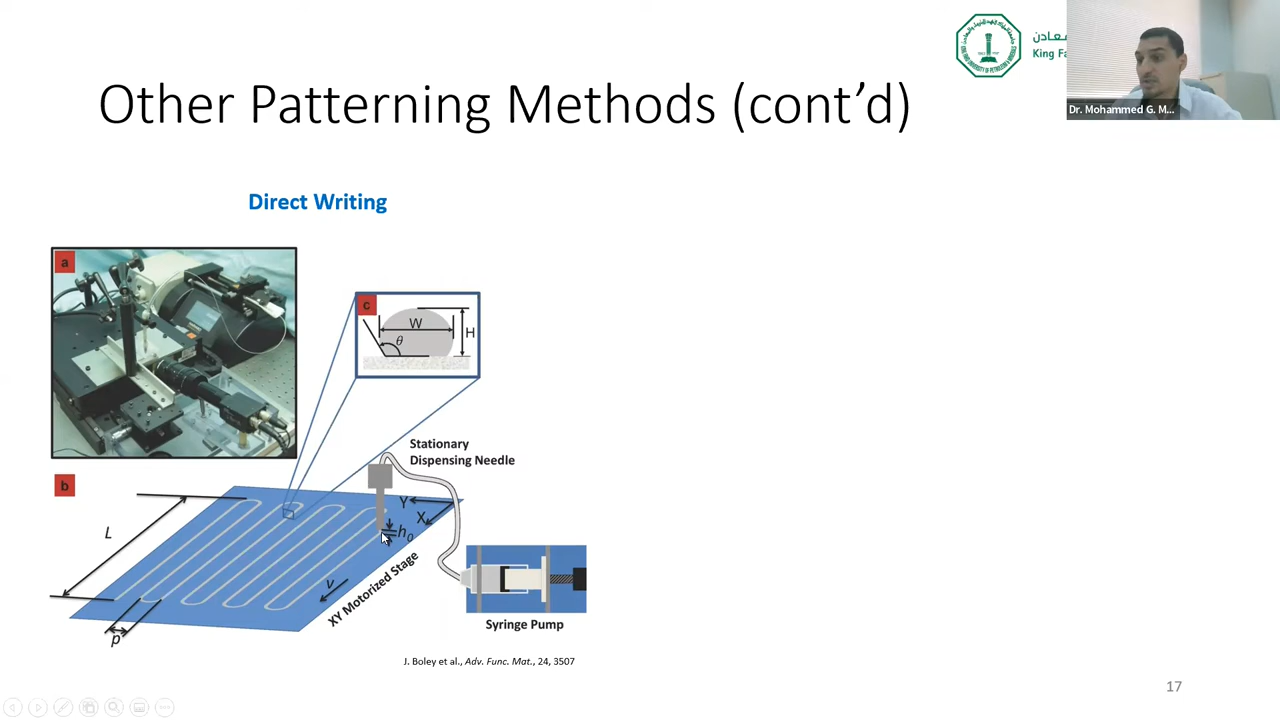 معادن
King Fa
Dr. Mohammed G. M...
Other Patterning Methods (cont’d)
Direct Writing
a
c
W
H
θ
Stationary
Dispensing Needle
b
L
Y
X
h0
v
XY Motorized Stage
p
Syringe Pump
J. Boley et al., Adv. Func. Mat., 24, 3507
17